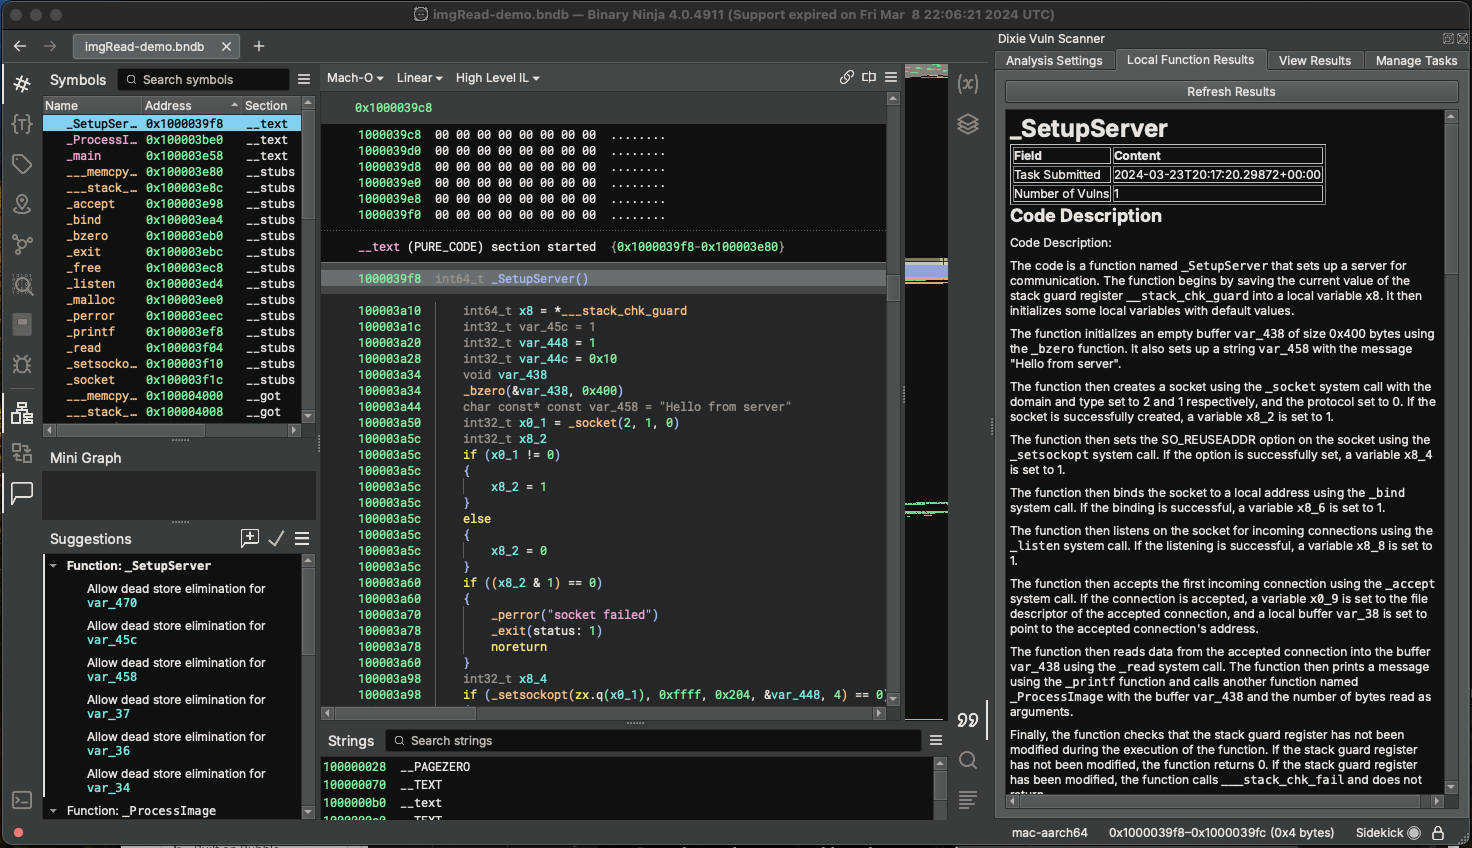 imgRead-demo.bndb — Binary Ninja 4.0.4911 (Support expired on Fri Mar  8 22:06:21 2024 UTC)
imgRead-demo.bndb
Symbols
Search symbols
Name Address Section
_SetupSer... 0x1000039f8 __text
_ProcessI... 0x100003be0 __text
_main 0x100003e58 __text
___memcpy... 0x100003e80 __stubs
___stack_... 0x100003e8c __stubs
_accept 0x100003e98 __stubs
_bind 0x100003ea4 __stubs
_bzero 0x100003eb0 __stubs
_exit 0x100003ebc __stubs
_free 0x100003ec8 __stubs
_listen 0x100003ed4 __stubs
_malloc 0x100003ee0 __stubs
_perror 0x100003eec __stubs
_printf 0x100003ef8 __stubs
_read 0x100003f04 __stubs
_setsocko... 0x100003f10 __stubs
_socket 0x100003f1c __stubs
___memcpy... 0x100004000 __got
___stack_... 0x100004008 __got
Mini Graph
Suggestions
Function: _SetupServer
Allow dead store elimination for
var_470
Allow dead store elimination for
var_45c
Allow dead store elimination for
var_458
Allow dead store elimination for
var_37
Allow dead store elimination for
var_36
Allow dead store elimination for
var_34
Function: _ProcessImage
Mach-O Linear High Level IL
0x1000039c8
1000039c8 00 00 00 00 00 00 00 00 ........
1000039d0 00 00 00 00 00 00 00 00 ........
1000039d8 00 00 00 00 00 00 00 00 ........
1000039e0 00 00 00 00 00 00 00 00 ........
1000039e8 00 00 00 00 00 00 00 00 ........
1000039f0 00 00 00 00 00 00 00 00 ........
__text (PURE_CODE) section started {0x1000039f8-0x100003e80}
1000039f8 int64_t _SetupServer()
100003a10 int64_t x8 = *___stack_chk_guard
100003a1c int32_t var_45c = 1
100003a20 int32_t var_448 = 1
100003a28 int32_t var_44c = 0x10
100003a34 void var_438
100003a34 _bzero(&var_438, 0x400)
100003a44 char const* const var_458 = "Hello from server"
100003a50 int32_t x0_1 = _socket(2, 1, 0)
100003a5c int32_t x8_2
100003a5c if (x0_1 != 0)
100003a5c {
100003a5c x8_2 = 1
100003a5c }
100003a5c else
100003a5c {
100003a5c x8_2 = 0
100003a5c }
100003a60 if ((x8_2 & 1) == 0)
100003a60 {
100003a70 _perror("socket failed")
100003a78 _exit(status: 1)
100003a78 noreturn
100003a60 }
100003a98 int32_t x8_4
100003a98 if (_setsockopt(zx.q(x0_1), 0xffff, 0x204, &var_448, 4) == 0)
Strings
Search strings
100000028 __PAGEZERO
100000070 __TEXT
1000000b0 __text
Dixie Vuln Scanner
Analysis Settings Local Function Results View Results Manage Tasks
Refresh Results
_SetupServer
Field Content
Task Submitted 2024-03-23T20:17:20.29872+00:00
Number of Vulns 1
Code Description
Code Description:
The code is a function named _SetupServer that sets up a server for
communication. The function begins by saving the current value of the
stack guard register __stack_chk_guard into a local variable x8. It then
initializes some local variables with default values.
The function initializes an empty buffer var_438 of size 0x400 bytes using
the _bzero function. It also sets up a string var_458 with the message
"Hello from server".
The function then creates a socket using the _socket system call with the
domain and type set to 2 and 1 respectively, and the protocol set to 0. If the
socket is successfully created, a variable x8_2 is set to 1.
The function then sets the SO_REUSEADDR option on the socket using the
_setsockopt system call. If the option is successfully set, a variable x8_4
is set to 1.
The function then binds the socket to a local address using the _bind
system call. If the binding is successful, a variable x8_6 is set to 1.
The function then listens on the socket for incoming connections using the
_listen system call. If the listening is successful, a variable x8_8 is set to
1.
The function then accepts the first incoming connection using the _accept
system call. If the connection is accepted, a variable x0_9 is set to the file
descriptor of the accepted connection, and a local buffer var_38 is set to
point to the accepted connection's address.
The function then reads data from the accepted connection into the buffer
var_438 using the _read system call. The function then prints a message
using the _printf function and calls another function named
_ProcessImage with the buffer var_438 and the number of bytes read as
arguments.
Finally, the function checks that the stack guard register has not been
modified during the execution of the function. If the stack guard register
has not been modified, the function returns 0. If the stack guard register
has been modified, the function calls ___stack_chk_fail and does not
mac-aarch64 0x1000039f8-0x1000039fc (0x4 bytes) Sidekick